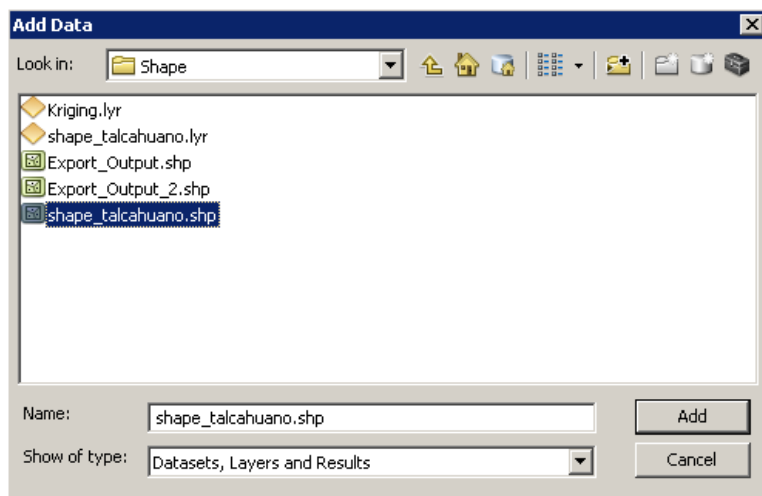 Add Data
Look in: Shape
Kriging.lyr
shape_talcahuano.lyr
Export_Output.shp
Export_Output_2.shp
shape_talcahuano.shp
Name: shape_talcahuano.shp Add
Show of type: Datasets, Layers and Results Cancel